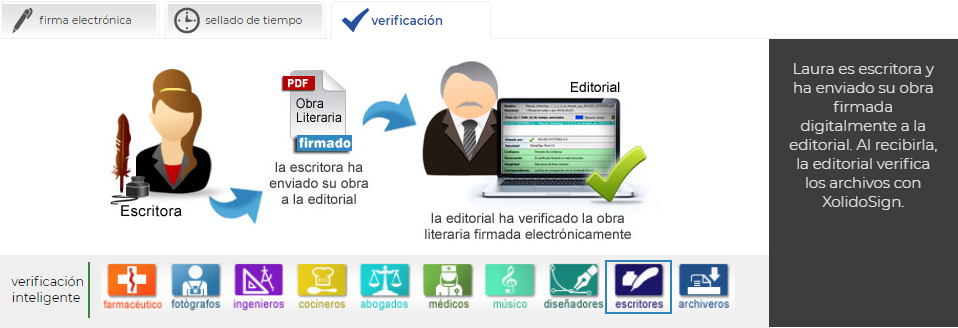 firma electrónica
sellado de tiempo
verificación
PDF
Obra
Literaria
firmado
Escritora
la escritora ha
enviado su obra
a la editorial
Editorial
la editorial ha verificado la obra
literaria firmada electrónicamente
Laura es escritora y
ha enviado su obra
firmada
digitalmente a la
editorial. Al recibirla,
la editorial verifica
los archivos con
XolidoSign.
verificación
inteligente
farmacéutico
fotógrafos
ingenieros
cocineros
abogados
médicos
músico
diseñadores
escritores
archiveros